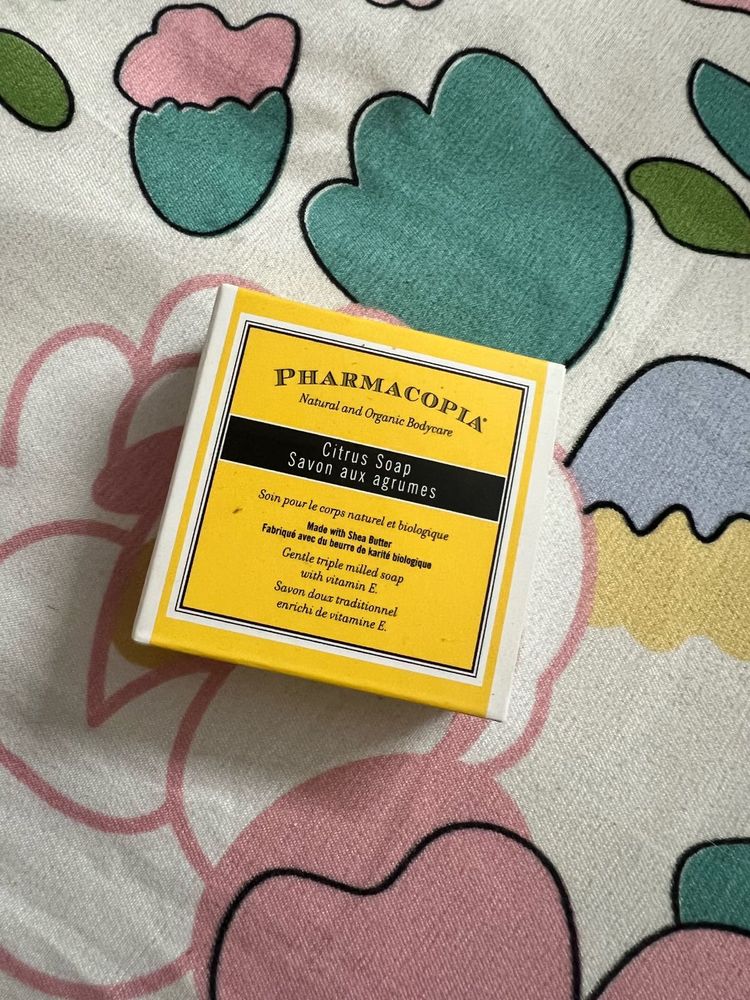 PHARMACOPIA®
Natural and Organic Bodycare
Citrus Soap
Savon aux agrumes
Soin pour le corps naturel et biologique
Made with Shea Butter
Fabriqué avec du beurre de karité biologique
Gentle triple milled soap
with vitamin E.
Savon doux traditionnel
enrichi de vitamine E.